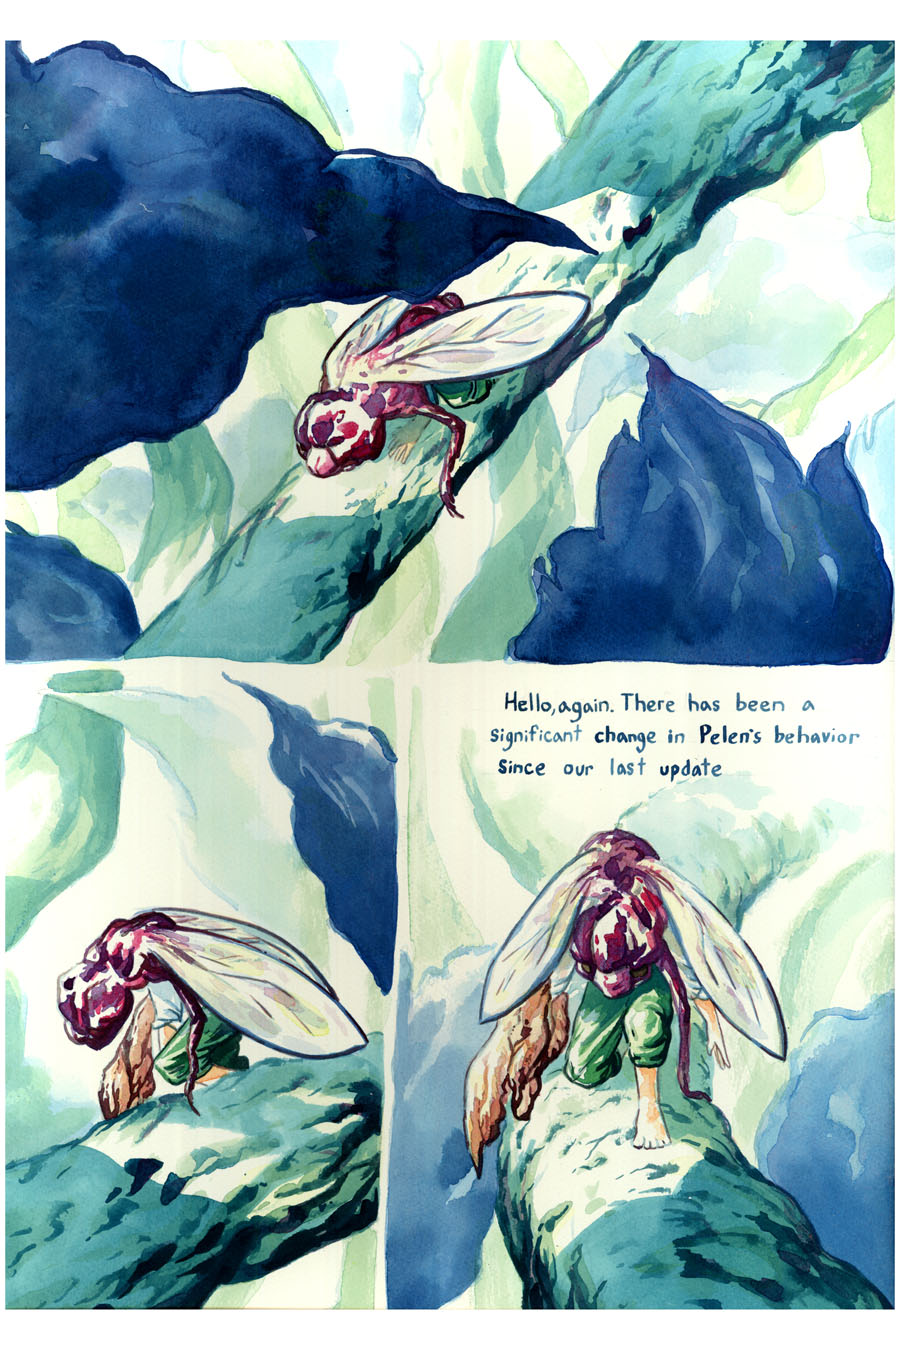 Hello, again. There has been a
significant change in Pelen's behavior
since our last update